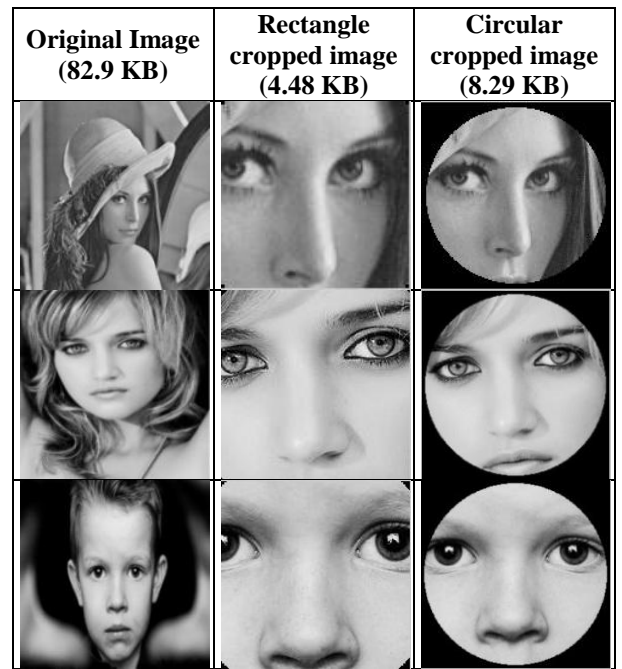 Original Image
(82.9 KB)
Rectangle
cropped image
(4.48 KB)
Circular
cropped image
(8.29 KB)